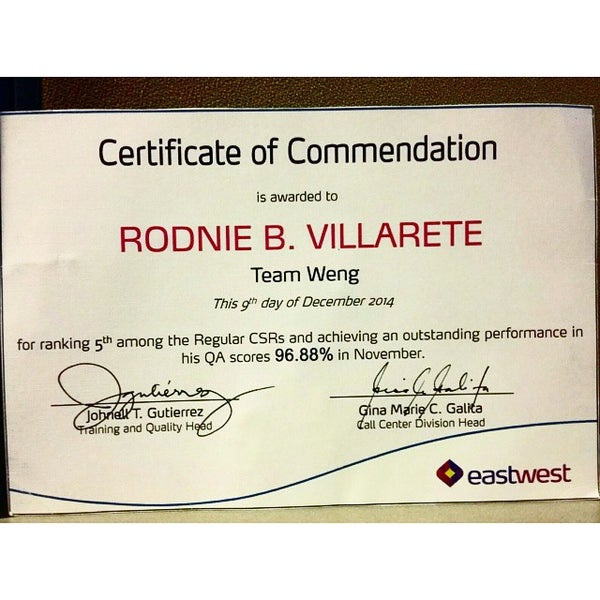 Certificate of Commendation
is awarded to
RODNIE B. VILLARETE
Team Weng
This 9th day of December 2014
for ranking 5th among the Regular CSRs and achieving an outstanding performance in
his QA scores 96.88% in November.
Johnell T. Gutierrez
Training and Quality Head
Gina Marie C. Galita
Call Center Division Head
eastwest